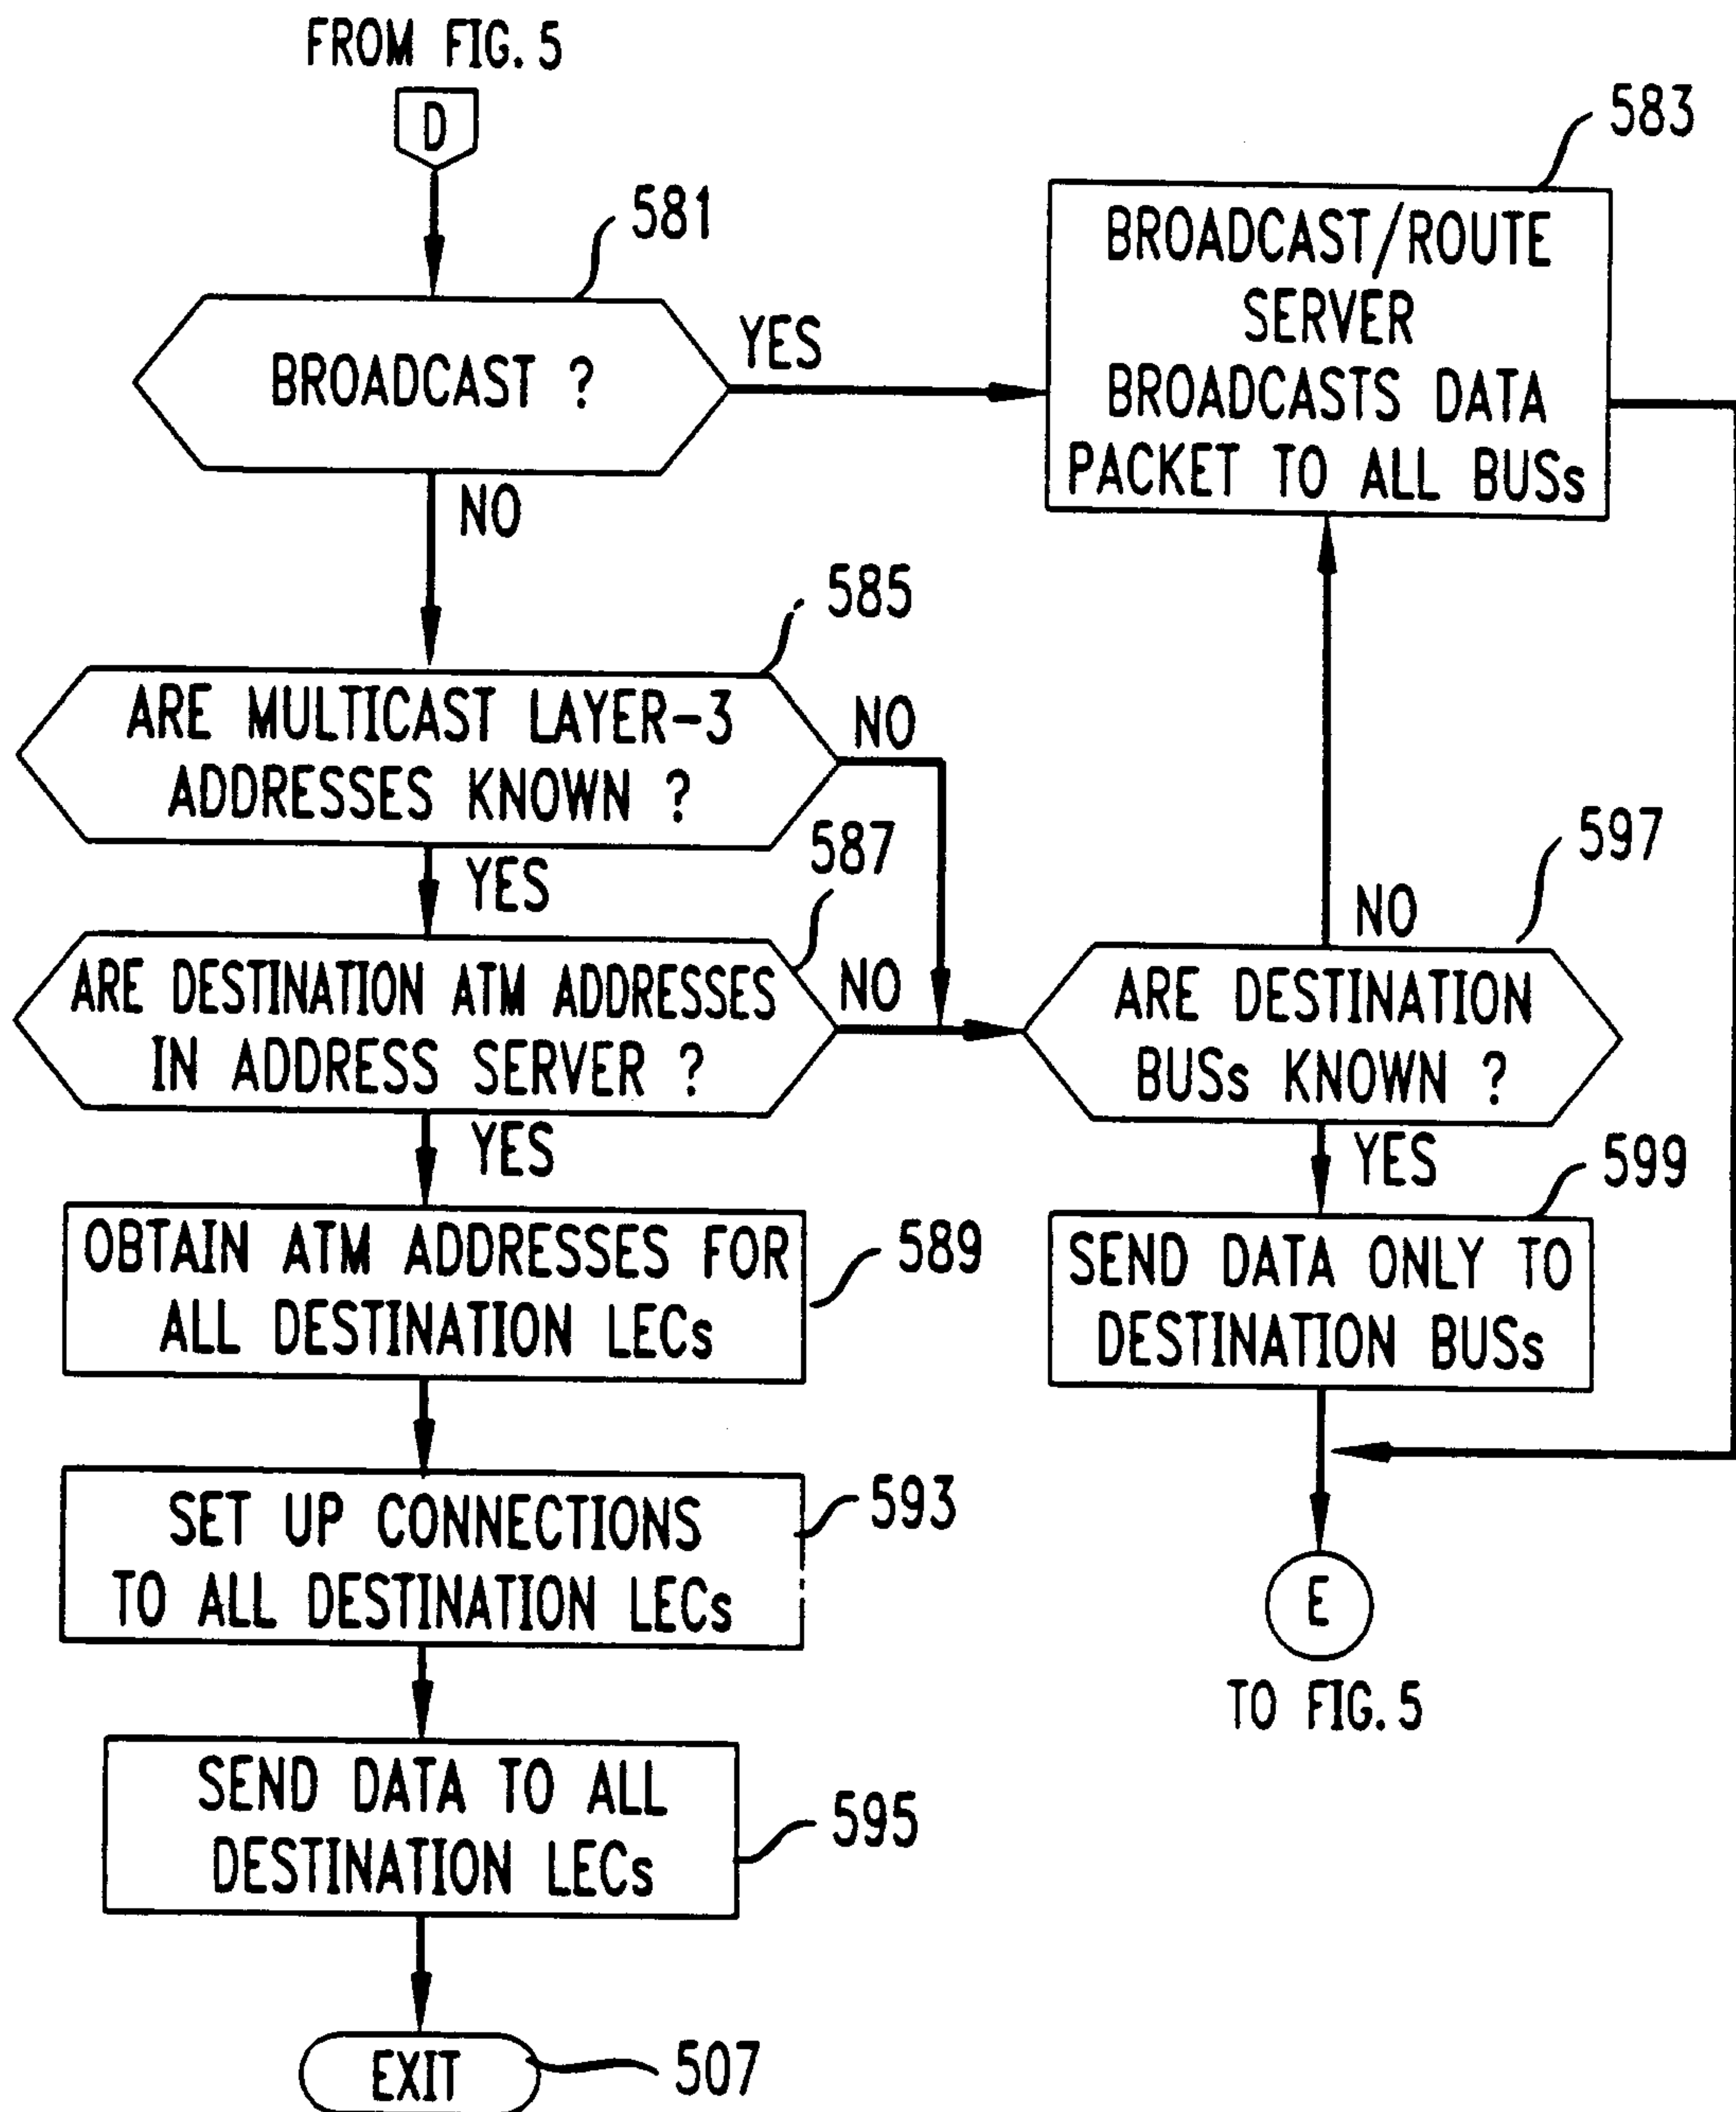 FROM FIG. 5
D
581
BROADCAST ?
YES
NO
583
BROADCAST/ROUTE
SERVER
BROADCASTS DATA
PACKET TO ALL BUSs
585
ARE MULTICAST LAYER-3
ADDRESSES KNOWN ?
NO
YES
587
ARE DESTINATION ATM ADDRESSES
IN ADDRESS SERVER ?
NO
YES
597
NO
ARE DESTINATION
BUSs KNOWN ?
YES
599
SEND DATA ONLY TO
DESTINATION BUSs
589
OBTAIN ATM ADDRESSES FOR
ALL DESTINATION LECs
593
SET UP CONNECTIONS
TO ALL DESTINATION LECs
E
TO FIG. 5
595
SEND DATA TO ALL
DESTINATION LECs
EXIT
507